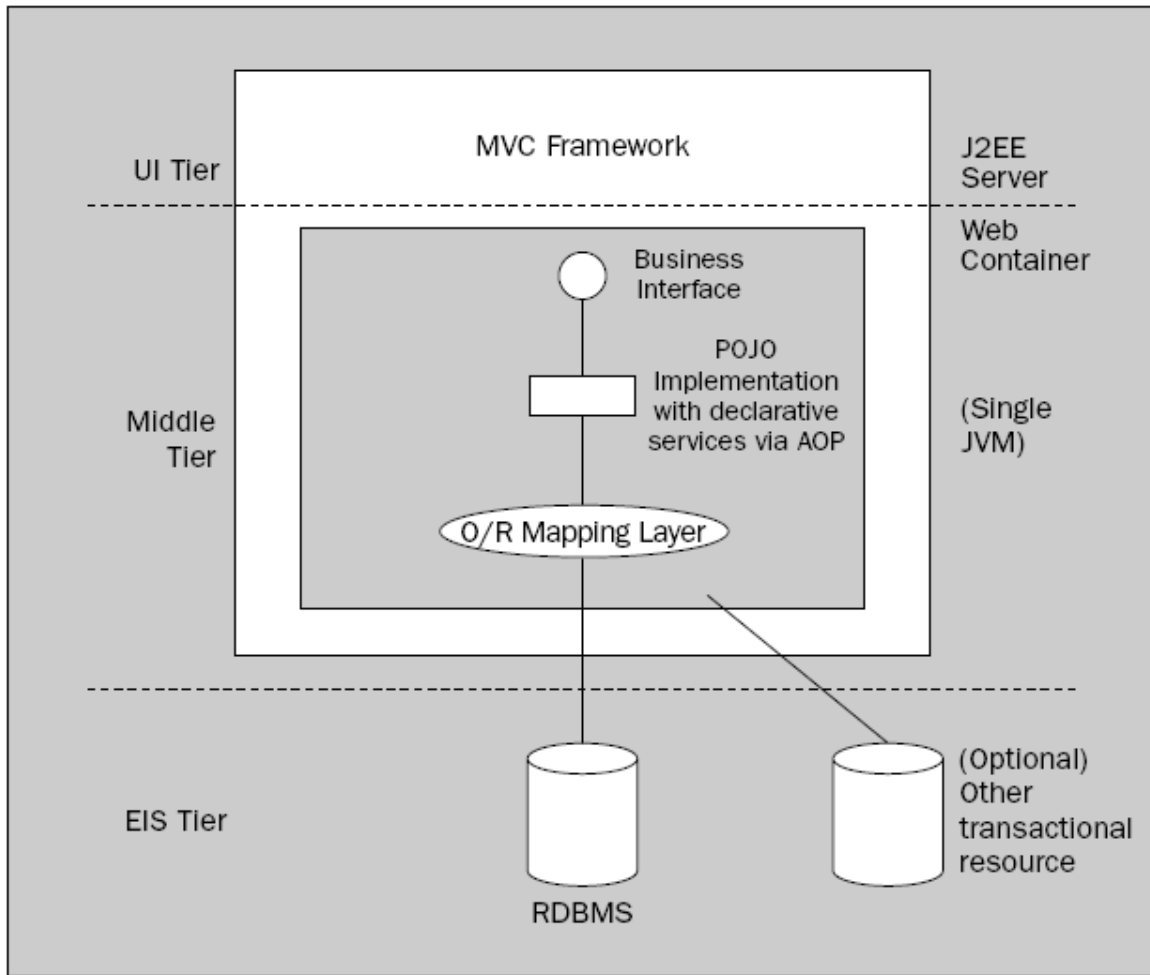 MVC Framework
UI Tier
J2EE
Server
Web
Container
Business
Interface
POJO
Implementation
with declarative
services via AOP
Middle
Tier
(Single
JVM)
O/R Mapping Layer
EIS Tier
(Optional)
Other
transactional
resource
RDBMS